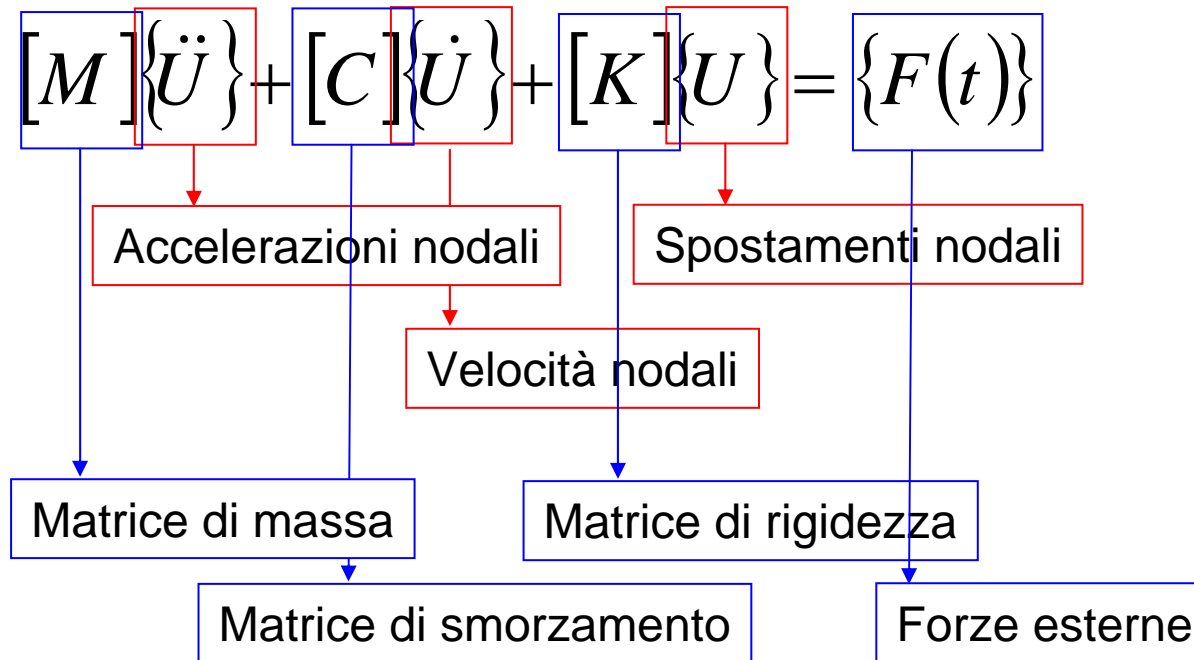 [M]{Ü}+[C]{U̇}+[K]{U}={F(t)}
Accelerazioni nodali
Spostamenti nodali
Velocità nodali
Matrice di massa
Matrice di rigidezza
Matrice di smorzamento
Forze esterne